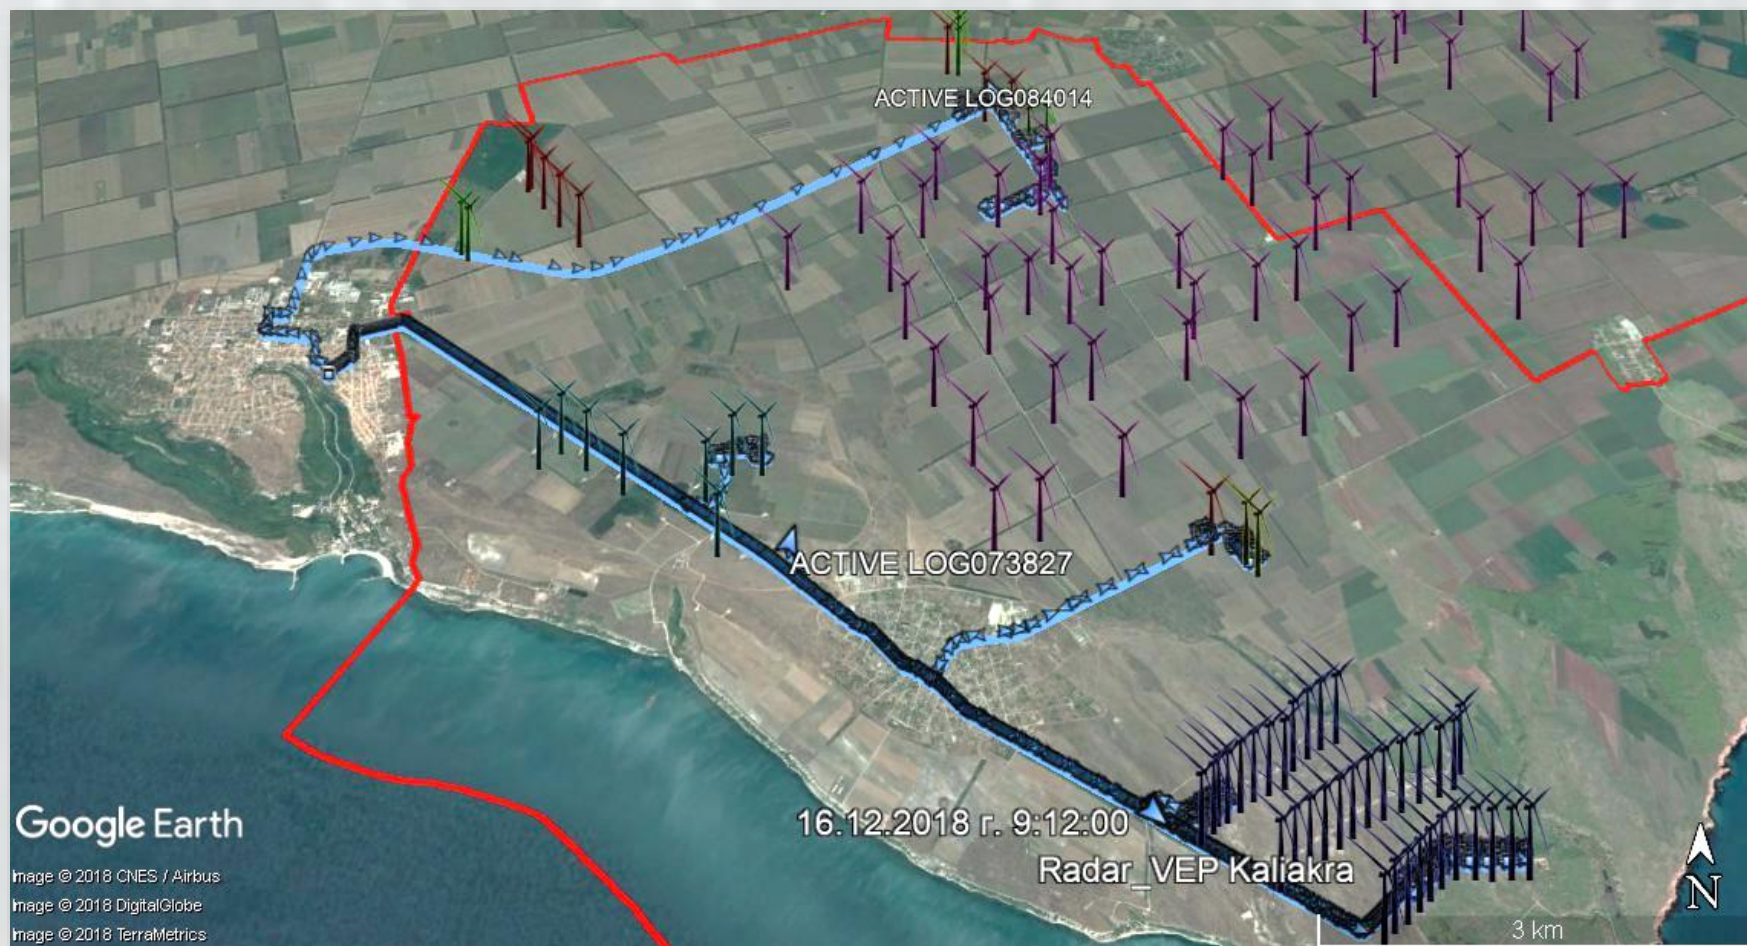 ACTIVE LOG084014
ACTIVE LOG073827
16.12.2018 г. 9:12:00
Radar_VEP Kaliakra
Google Earth
Image © 2018 CNES / Airbus
Image © 2018 DigitalGlobe
Image © 2018 TerraMetrics
N
3 km